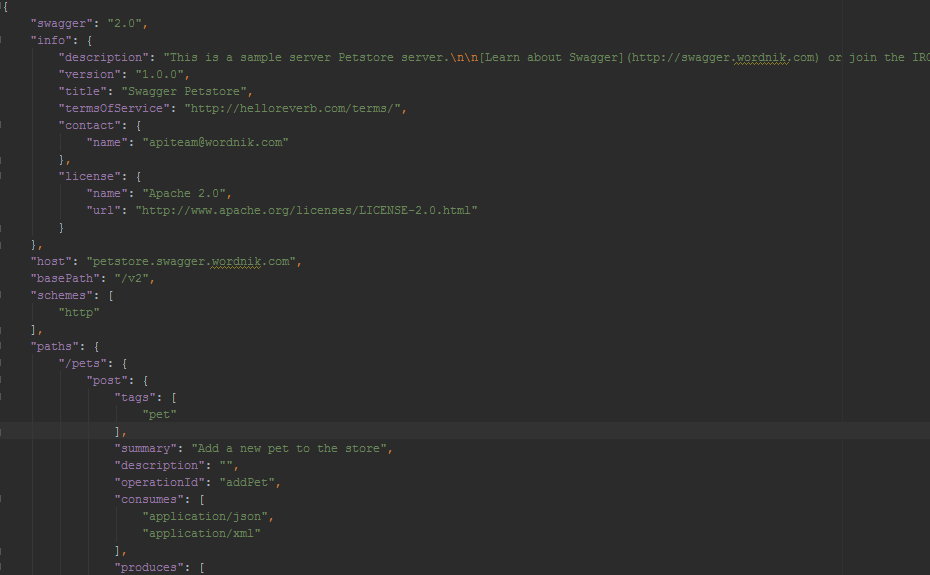 {
    "swagger": "2.0",
    "info": {
        "description": "This is a sample server Petstore server.\n\n[Learn about Swagger](http://swagger.wordnik.com) or join the IRC
        "version": "1.0.0",
        "title": "Swagger Petstore",
        "termsOfService": "http://helloreverb.com/terms/",
        "contact": {
            "name": "apiteam@wordnik.com"
        },
        "license": {
            "name": "Apache 2.0",
            "url": "http://www.apache.org/licenses/LICENSE-2.0.html"
        }
    },
    "host": "petstore.swagger.wordnik.com",
    "basePath": "/v2",
    "schemes": [
        "http"
    ],
    "paths": {
        "/pets": {
            "post": {
                "tags": [
                    "pet"
                ],
                "summary": "Add a new pet to the store",
                "description": "",
                "operationId": "addPet",
                "consumes": [
                    "application/json",
                    "application/xml"
                ],
                "produces": [